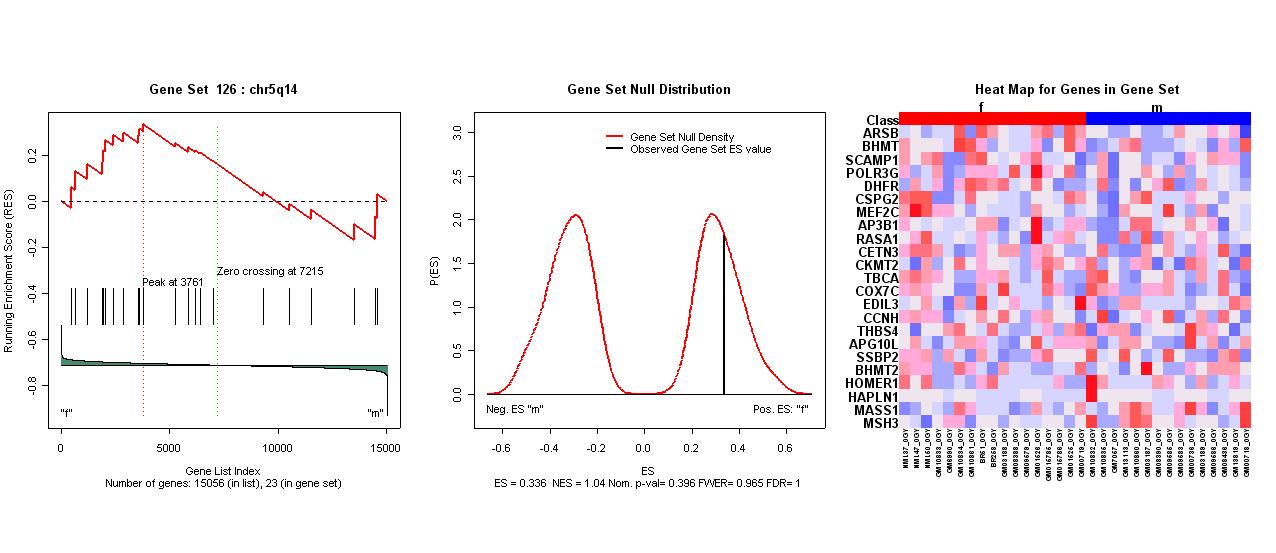 Gene Set  126 : chr5q14
Running Enrichment Score (RES)
0.2
0.0
-0.2
-0.4
-0.6
-0.8
Peak at 3761
Zero crossing at 7215
"f"
"m"
0
5000
10000
15000
Gene List Index
Number of genes: 15056 (in list), 23 (in gene set)
Gene Set Null Distribution
P(ES)
3.0
2.5
2.0
1.5
1.0
0.5
0.0
Gene Set Null Density
Observed Gene Set ES value
Neg. ES "m"
Pos. ES: "f"
-0.6
-0.4
-0.2
0.0
0.2
0.4
0.6
ES
ES = 0.336  NES = 1.04 Nom. p-val= 0.396 FWER= 0.965 FDR= 1
Heat Map for Genes in Gene Set
f
m
Class
ARSB
BHMT
SCAMP1
POLR3G
DHFR
CSPG2
MEF2C
AP3B1
RASA1
CETN3
CKMT2
TBCA
COX7C
EDIL3
CCNH
THBS4
APG10L
SSBP2
BHMT2
HOMER1
HAPLN1
MASS1
MSH3